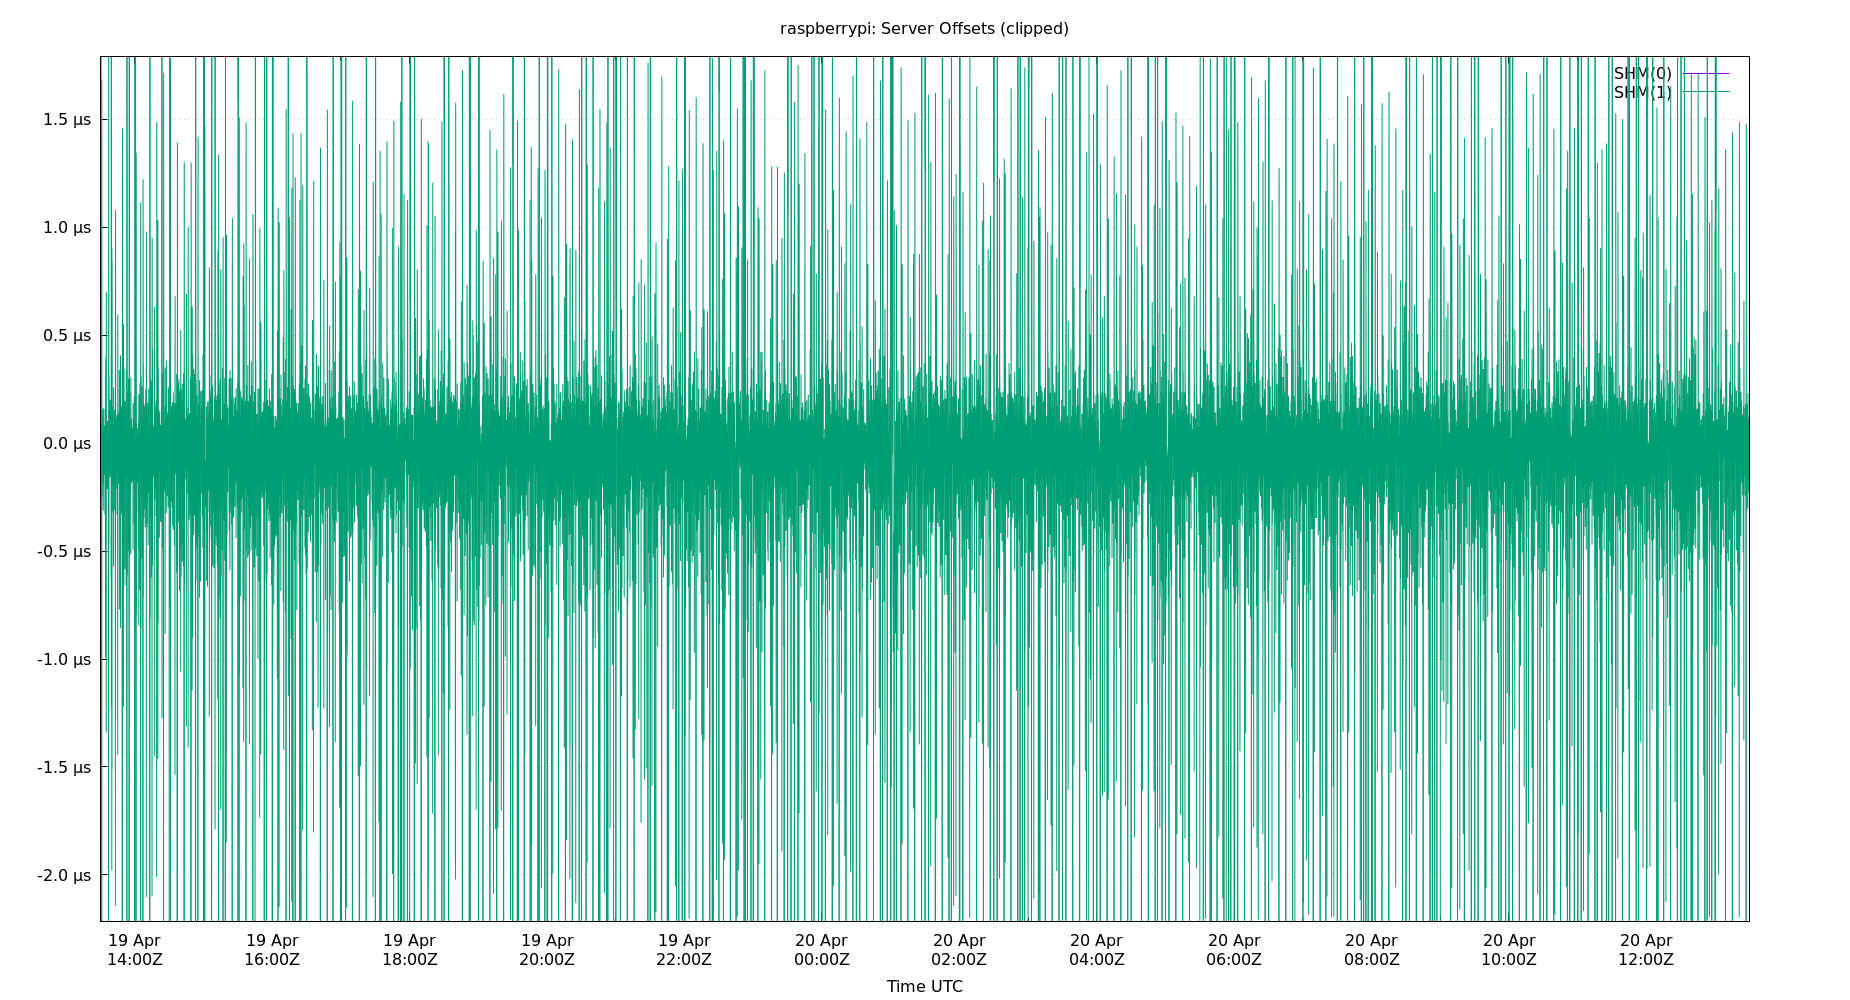 raspberrypi: Server Offsets (clipped)
SHM(0)
SHM(1)
1.5 µs
1.0 µs
0.5 µs
0.0 µs
-0.5 µs
-1.0 µs
-1.5 µs
-2.0 µs
19 Apr 19 Apr 19 Apr 19 Apr 19 Apr 20 Apr 20 Apr 20 Apr 20 Apr 20 Apr 20 Apr 20 Apr
14:00Z 16:00Z 18:00Z 20:00Z 22:00Z 00:00Z 02:00Z 04:00Z 06:00Z 08:00Z 10:00Z 12:00Z
Time UTC